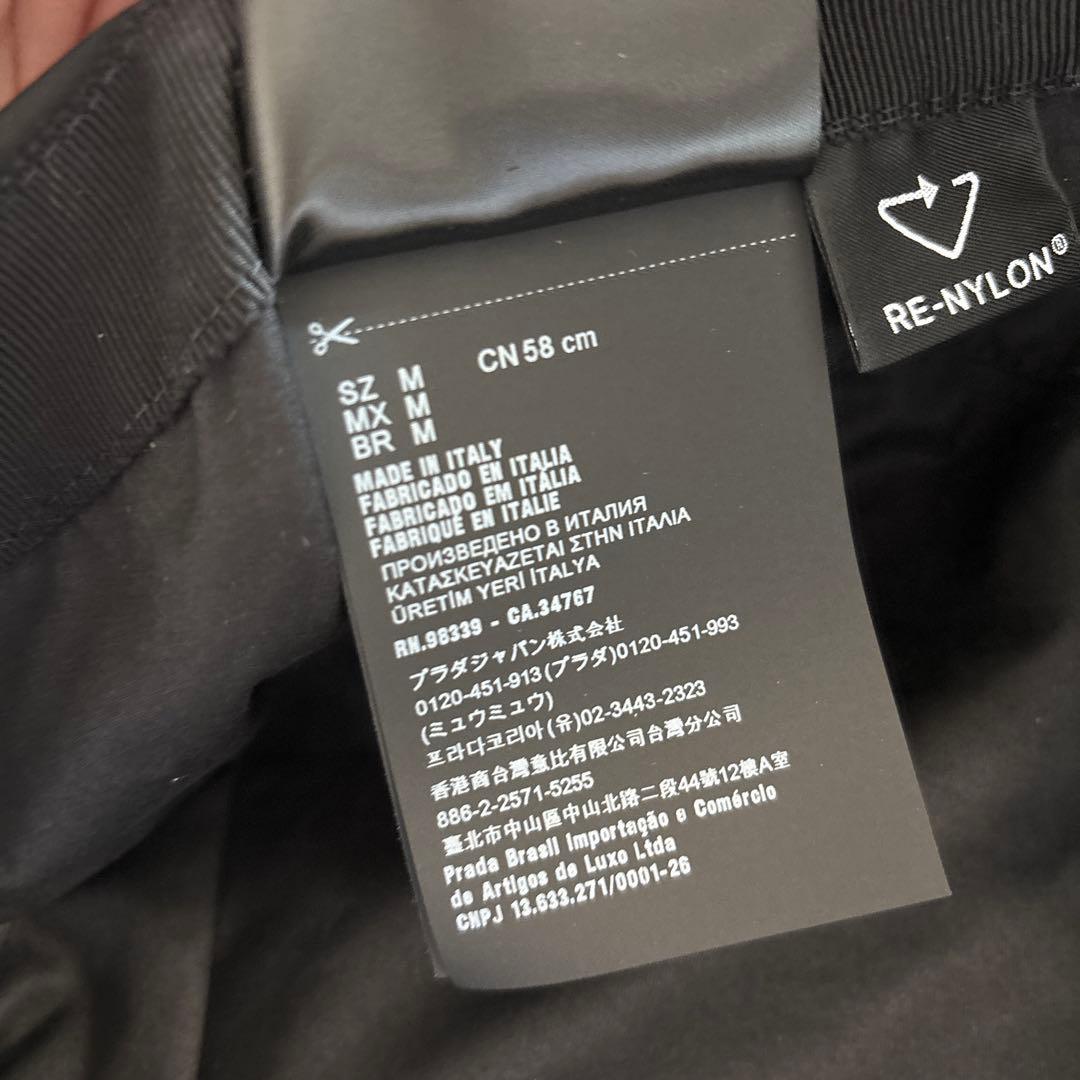 SZ M CN 58 cm
MX M
BR M
MADE IN ITALY
FABRICADO EN ITALIA
FABRICADO EM ITÁLIA
FABRIQUÉ EN ITALIE
ПРОИЗВЕДЕНО В ИТАЛИЯ
ΚΑΤΑΣΚΕΥΑΖΕΤΑΙ ΣΤΗΝ ΙΤΑΛΙΑ
ÜRETİM YERİ İTALYA
RN.98339 - CA.34767
プラダジャパン株式会社
0120-451-913(プラダ)0120-451-993
(ミュウミュウ)
프라다코리아(유)02-3443-2323
香港商台灣意比有限公司台灣分公司
886-2-2571-5255
臺北市中山區中山北路二段44號12樓A室
Prada Brasil Importação e Comércio
de Artigos de Luxo Ltda
CNPJ 13.633.271/0001-26
RE-NYLON®